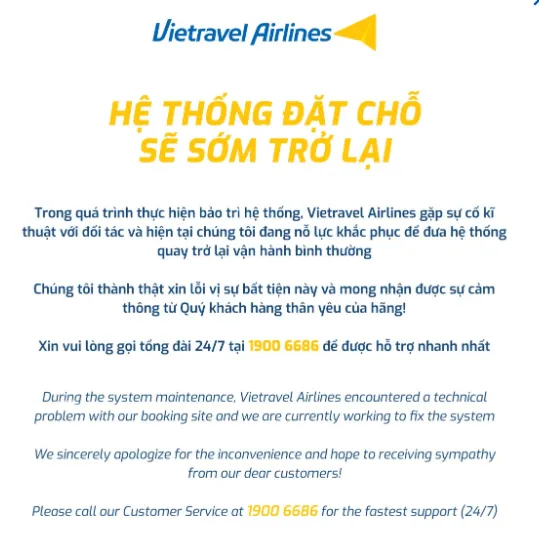 Vietravel Airlines
HỆ THỐNG ĐẶT CHỖ
SẼ SỚM TRỞ LẠI
Trong quá trình thực hiện bảo trì hệ thống, Vietravel Airlines gặp sự cố kĩ
thuật với đối tác và hiện tại chúng tôi đang nỗ lực khắc phục để đưa hệ thống
quay trở lại vận hành bình thường
Chúng tôi thành thật xin lỗi vị sự bất tiện này và mong nhận được sự cảm
thông từ Quý khách hàng thân yêu của hãng!
Xin vui lòng gọi tổng đài 24/7 tại 1900 6686 để được hỗ trợ nhanh nhất
During the system maintenance, Vietravel Airlines encountered a technical
problem with our booking site and we are currently working to fix the system
We sincerely apologize for the inconvenience and hope to receiving sympathy
from our dear customers!
Please call our Customer Service at 1900 6686 for the fastest support (24/7)